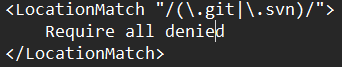 <LocationMatch "/(\.git|\.svn)/">
Require all denied
</LocationMatch>